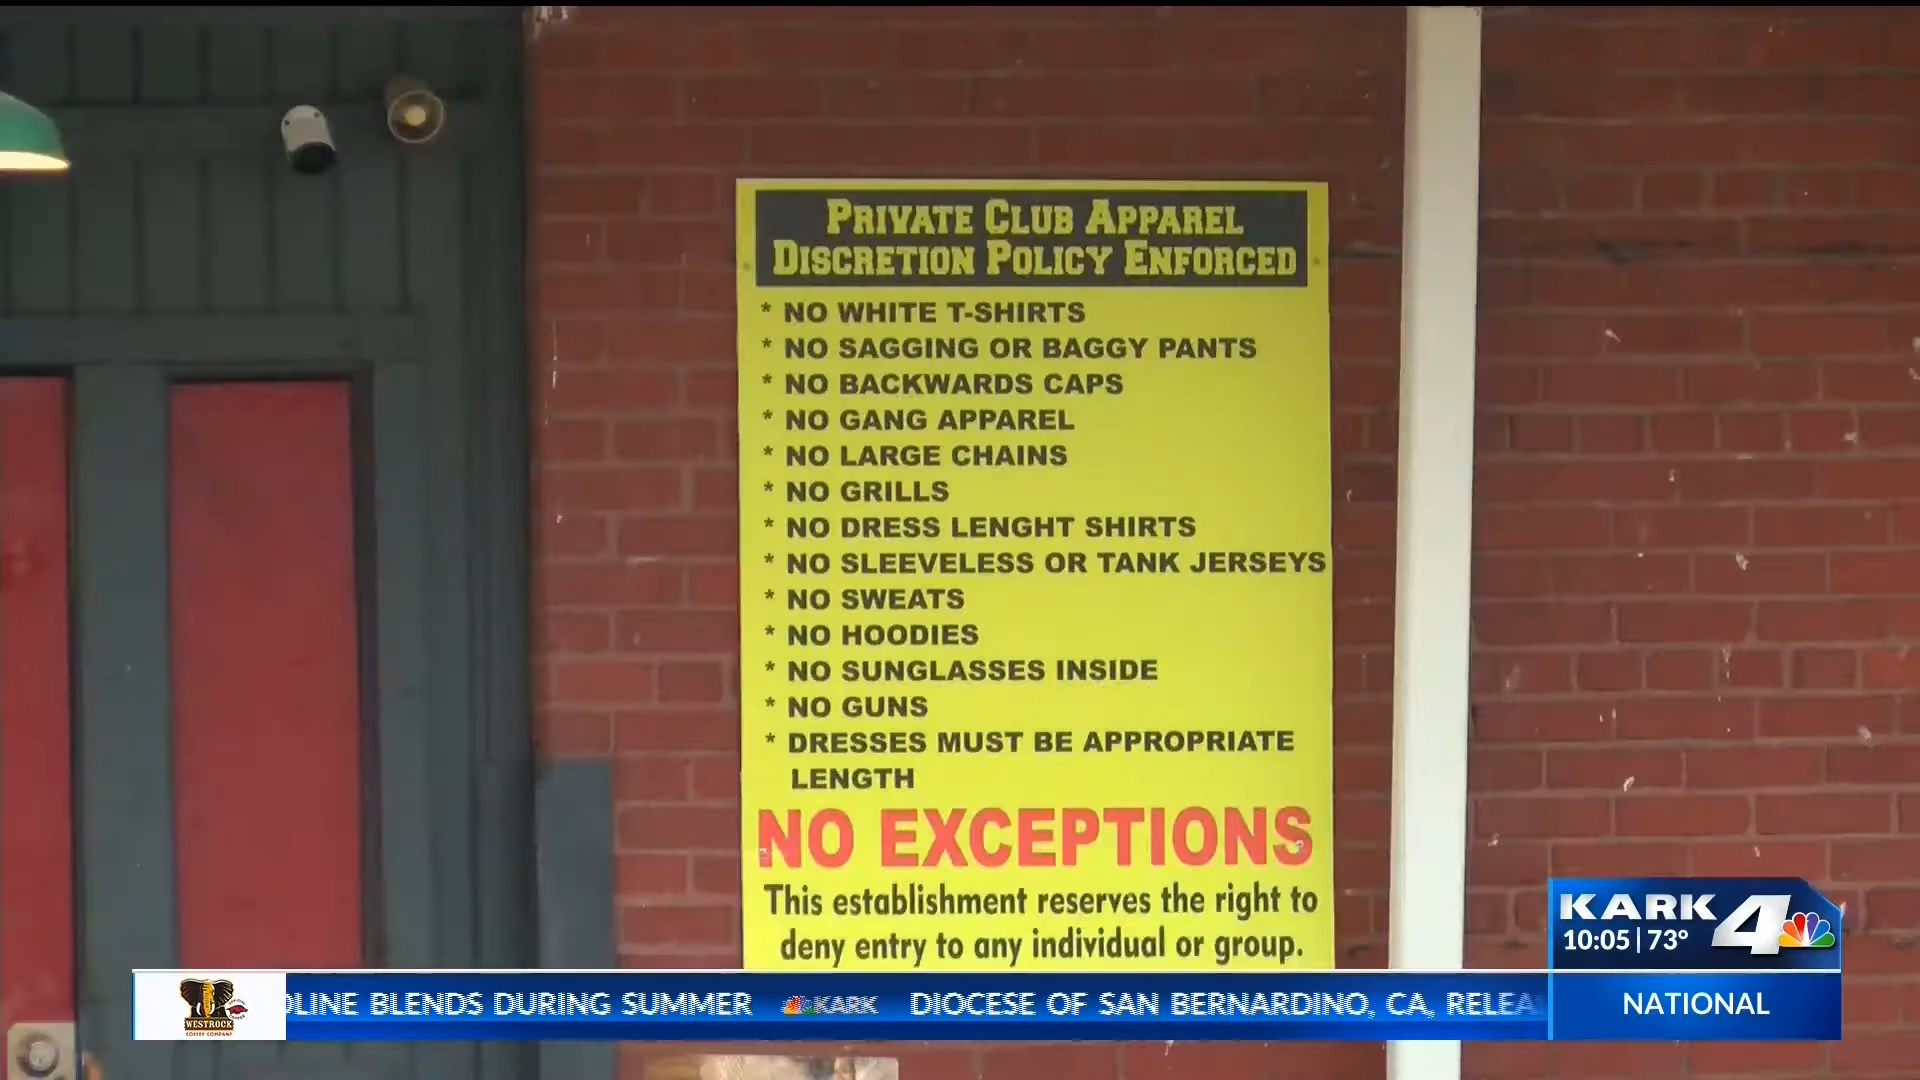 PRIVATE CLUB APPAREL
DISCRETION POLICY ENFORCED
* NO WHITE T-SHIRTS
* NO SAGGING OR BAGGY PANTS
* NO BACKWARDS CAPS
* NO GANG APPAREL
* NO LARGE CHAINS
* NO GRILLS
* NO DRESS LENGHT SHIRTS
* NO SLEEVELESS OR TANK JERSEYS
* NO SWEATS
* NO HOODIES
* NO SUNGLASSES INSIDE
* NO GUNS
* DRESSES MUST BE APPROPRIATE
LENGTH
NO EXCEPTIONS
This establishment reserves the right to
deny entry to any individual or group.
KARK 4
10:05 | 73°
WESTROCK
COFFEE COMPANY
OLINE BLENDS DURING SUMMER KARK DIOCESE OF SAN BERNARDINO, CA, RELEA
NATIONAL